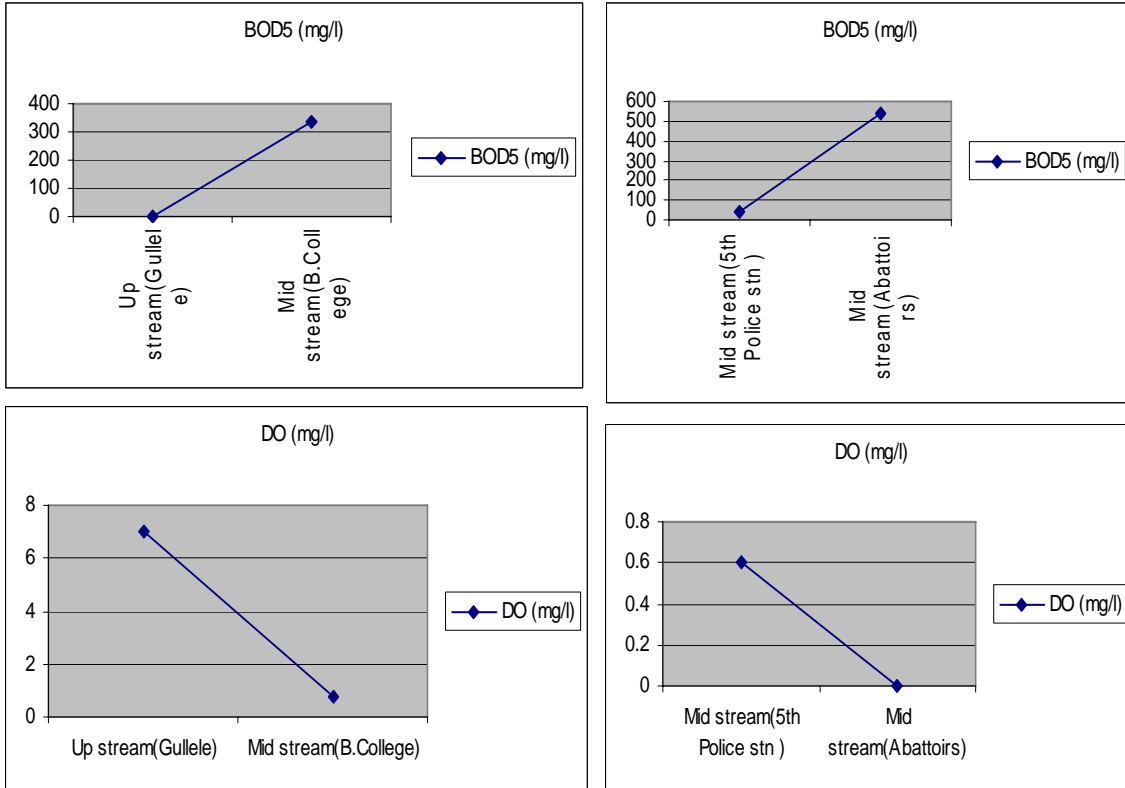 BOD5 (mg/l)
400
300
200
100
0
Up
stream(Gullel
e)
Mid
stream(B.Coll
ege)
BOD5 (mg/l)
BOD5 (mg/l)
600
500
400
300
200
100
0
Mid stream(5th
Police stn )
Mid
stream(Abattoi
rs)
BOD5 (mg/l)
DO (mg/l)
8
6
4
2
0
Up stream(Gullele)
Mid stream(B.College)
DO (mg/l)
DO (mg/l)
0.8
0.6
0.4
0.2
0
Mid stream(5th
Police stn )
Mid
stream(Abattoirs)
DO (mg/l)